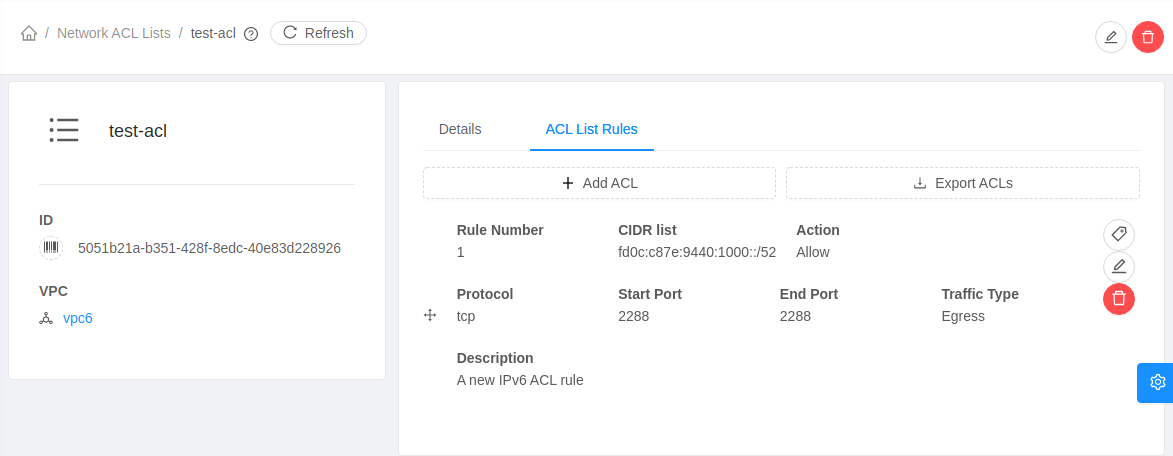 / Network ACL Lists / test-acl Refresh
test-acl
ID
5051b21a-b351-428f-8edc-40e83d228926
VPC
vpc6
Details ACL List Rules
Add ACL Export ACLs
Rule Number CIDR list Action
1 fd0c:c87e:9440:1000::/52 Allow
Protocol Start Port End Port Traffic Type
tcp 2288 2288 Egress
Description
A new IPv6 ACL rule